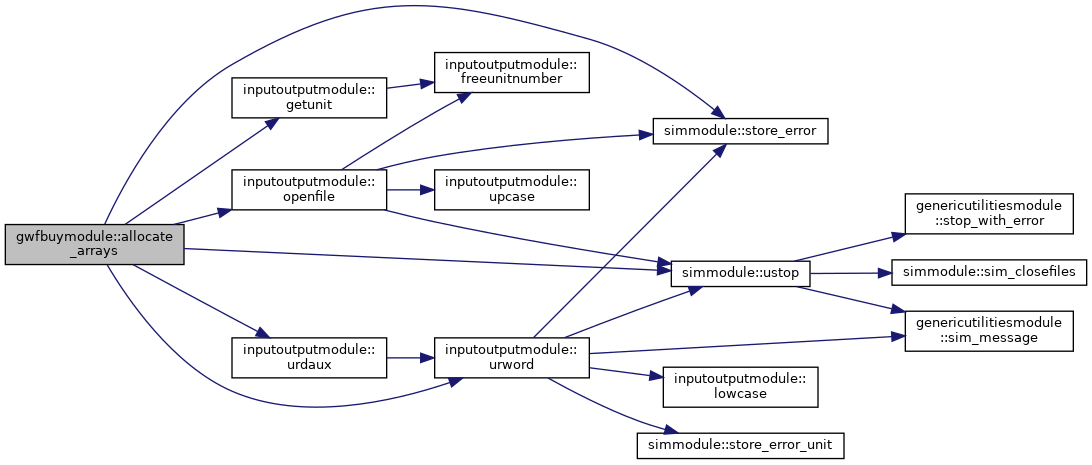 gwfbuymodule::allocate
_arrays
inputoutputmodule::
getunit
inputoutputmodule::
openfile
inputoutputmodule::
urdaux
inputoutputmodule::
freeunitnumber
inputoutputmodule::
upcase
inputoutputmodule::
urword
simmodule::store_error
simmodule::ustop
inputoutputmodule::
lowcase
simmodule::store_error_unit
genericutilitiesmodule
::stop_with_error
simmodule::sim_closefiles
genericutilitiesmodule
::sim_message